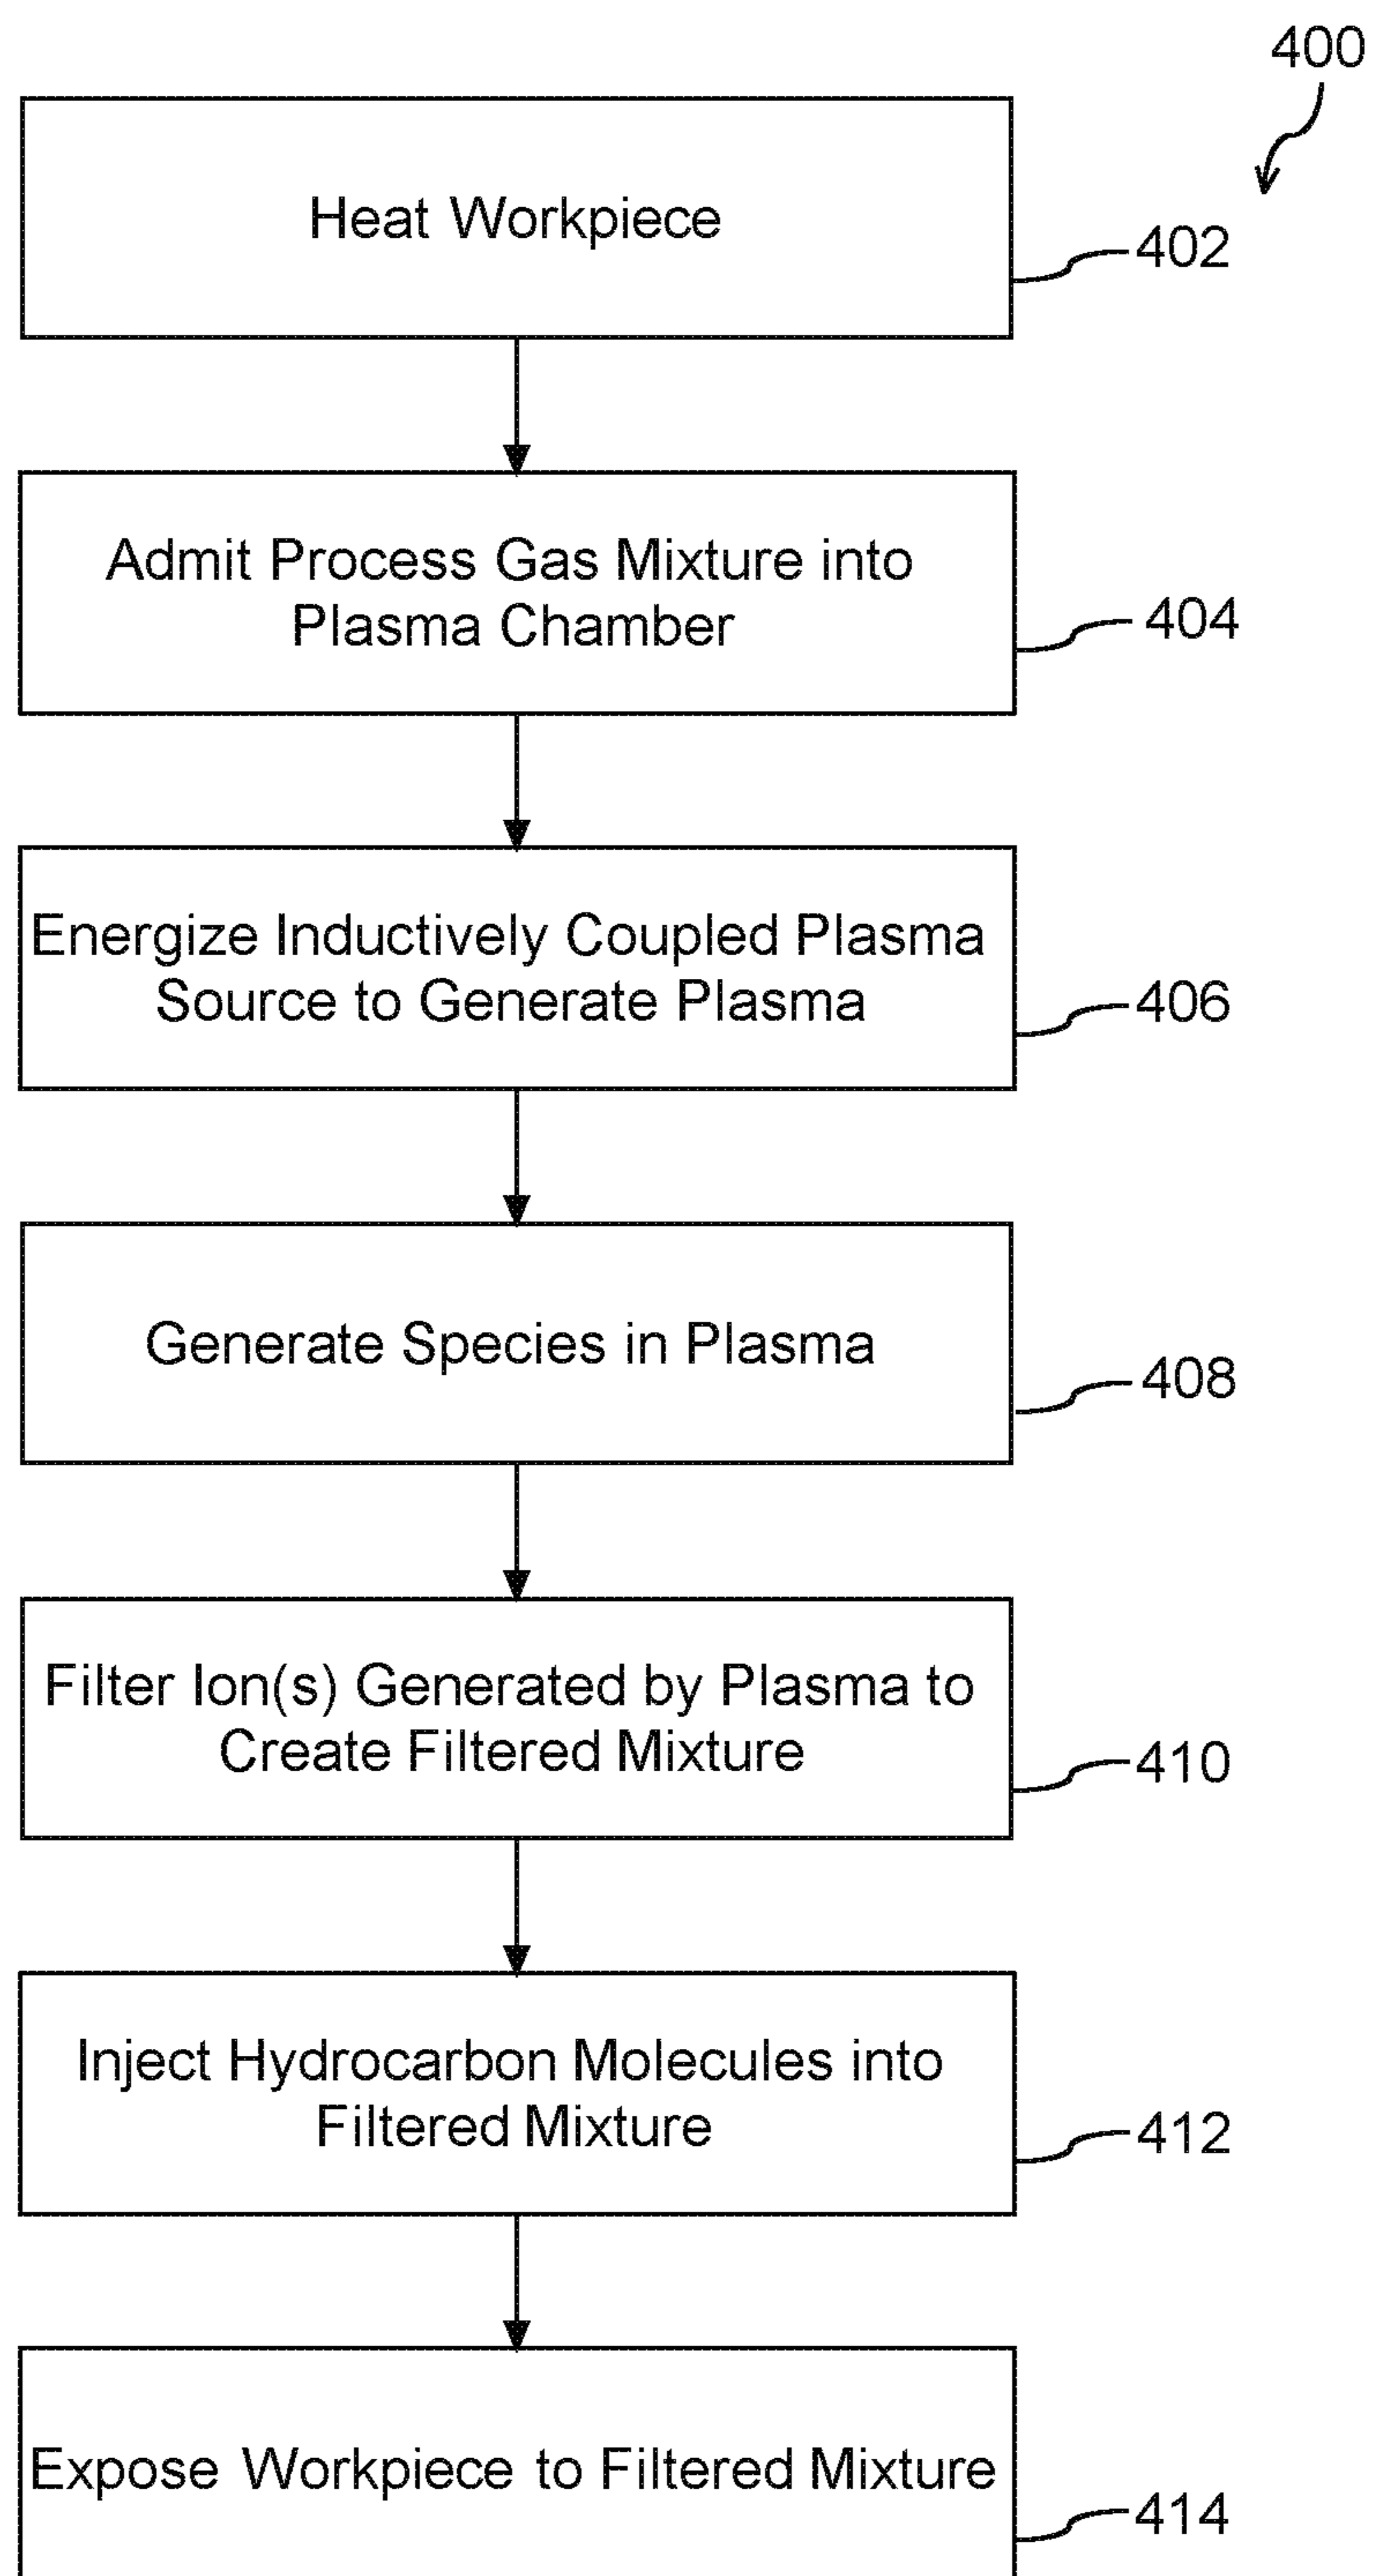 400
Heat Workpiece
402
Admit Process Gas Mixture into
Plasma Chamber
404
Energize Inductively Coupled Plasma
Source to Generate Plasma
406
Generate Species in Plasma
408
Filter Ion(s) Generated by Plasma to
Create Filtered Mixture
410
Inject Hydrocarbon Molecules into
Filtered Mixture
412
Expose Workpiece to Filtered Mixture
414